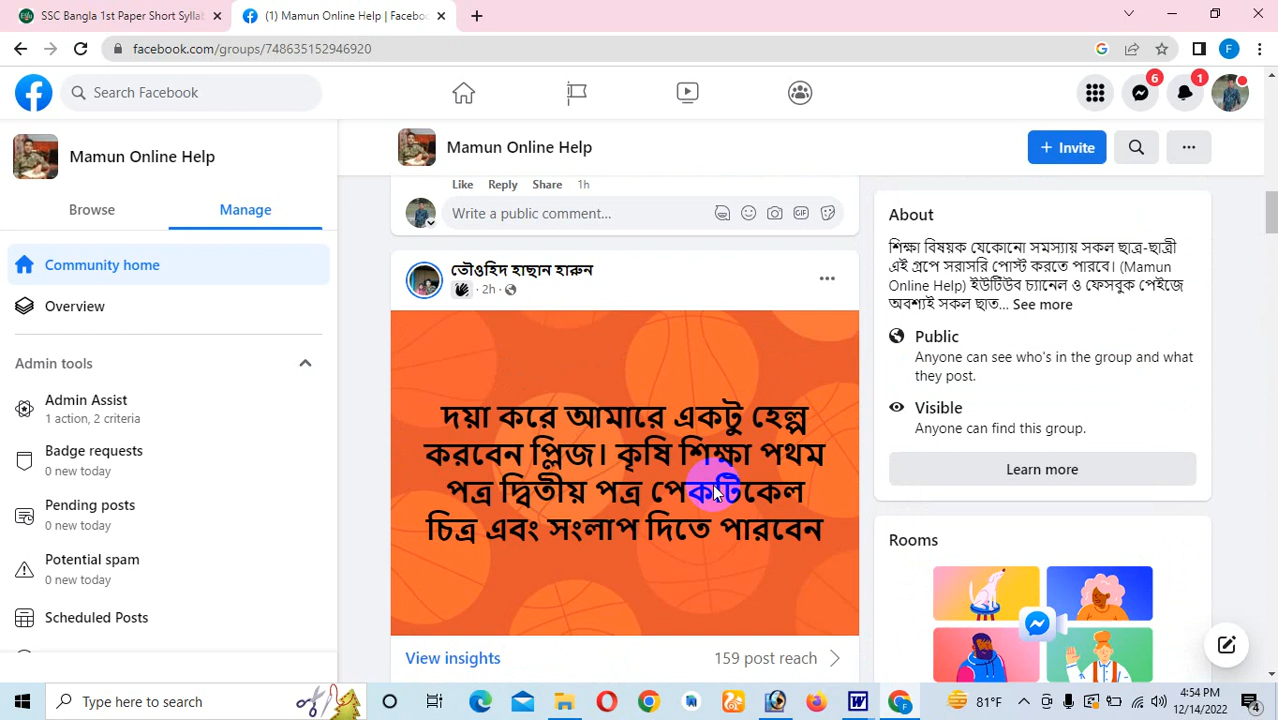 SSC Bangla 1st Paper Short Sylla
(1) Mamun Online Help | Facebo
facebook.com/groups/748635152946920
F
Search Facebook
6
1
Mamun Online Help
Browse
Manage
Community home
Overview
Admin tools
Admin Assist
1 action, 2 criteria
Badge requests
0 new today
Pending posts
0 new today
Potential spam
0 new today
Scheduled Posts
Mamun Online Help
+ Invite
Like Reply Share 1h
Write a public comment...
GIF
তৌওহিদ হাছান হারুন
· 2h ·
দয়া করে আমারে একটু হেল্প
করবেন প্লিজ। কৃষি শিক্ষা পথম
পত্র দ্বিতীয় পত্র পেকটিকেল
চিত্র এবং সংলাপ দিতে পারবেন
View insights
159 post reach
About
শিক্ষা বিষয়ক যেকোনো সমস্যায় সকল ছাত্র-ছাত্রী
এই গ্রপে সরাসরি পোস্ট করতে পারবে। (Mamun
Online Help) ইউটিউব চ্যানেল ও ফেসবুক পেইজে
অবশ্যই সকল ছাত... See more
Public
Anyone can see who's in the group and what
they post.
Visible
Anyone can find this group.
Learn more
Rooms
Type here to search
81°F
4:54 PM
12/14/2022
4